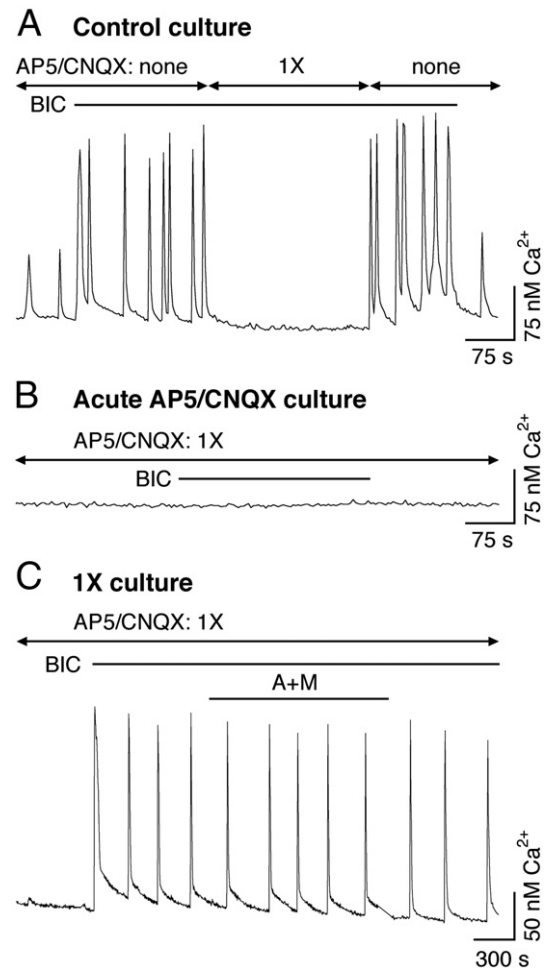 A Control culture
AP5/CNQX: none 1X none
BIC
75 nM Ca²⁺
75 s
B Acute AP5/CNQX culture
AP5/CNQX: 1X
BIC
75 nM Ca²⁺
75 s
C 1X culture
AP5/CNQX: 1X
BIC
A+M
50 nM Ca²⁺
300 s